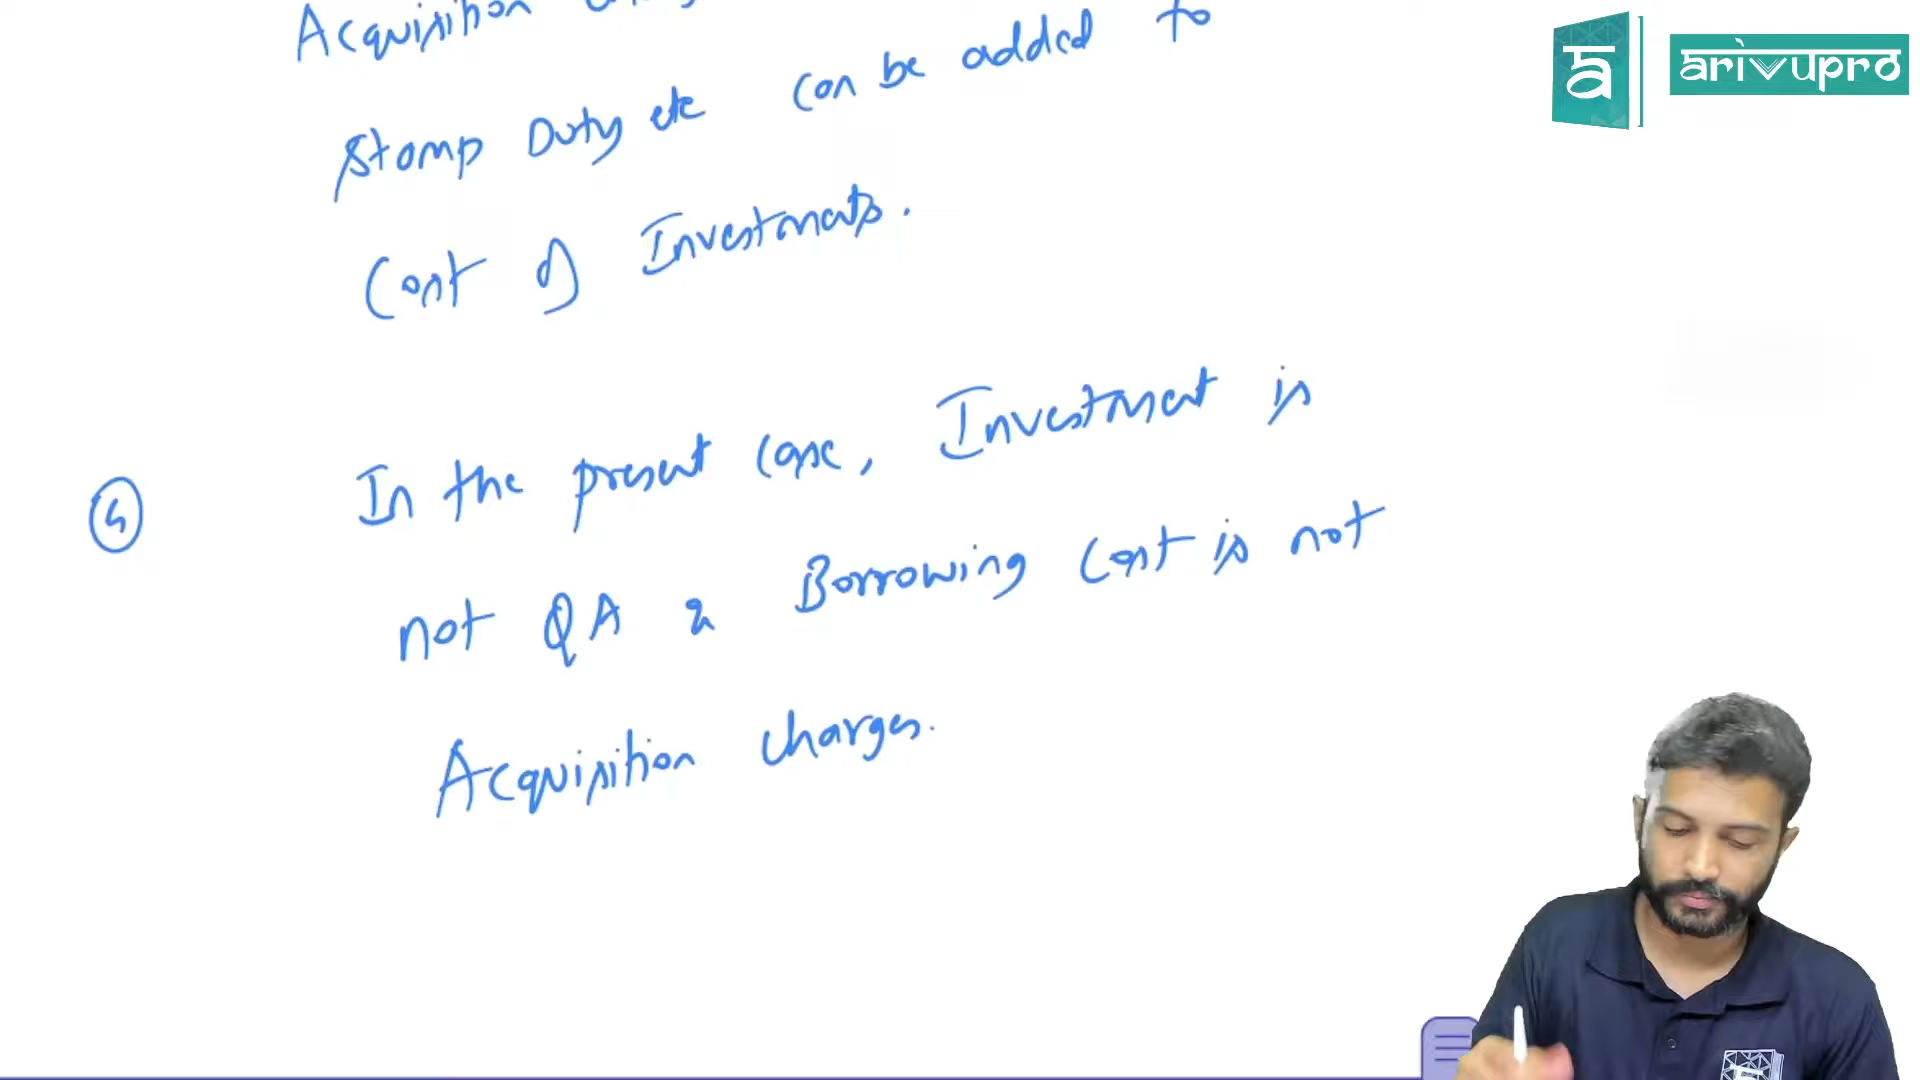 Acquisition
Stamp Duty etc can be added to
Cost of Investments.
4 In the present case, Investment is
not QA & Borrowing Cost is not
Acquisition charges.
a arivupro